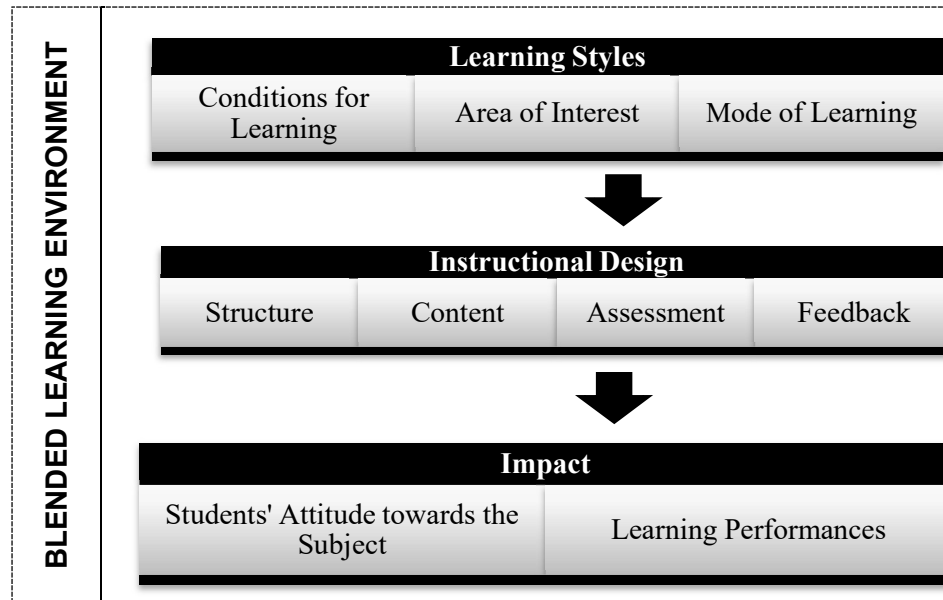 BLENDED LEARNING ENVIRONMENT
Learning Styles
Conditions for
Learning
Area of Interest
Mode of Learning
Instructional Design
Structure
Content
Assessment
Feedback
Impact
Students' Attitude towards the
Subject
Learning Performances